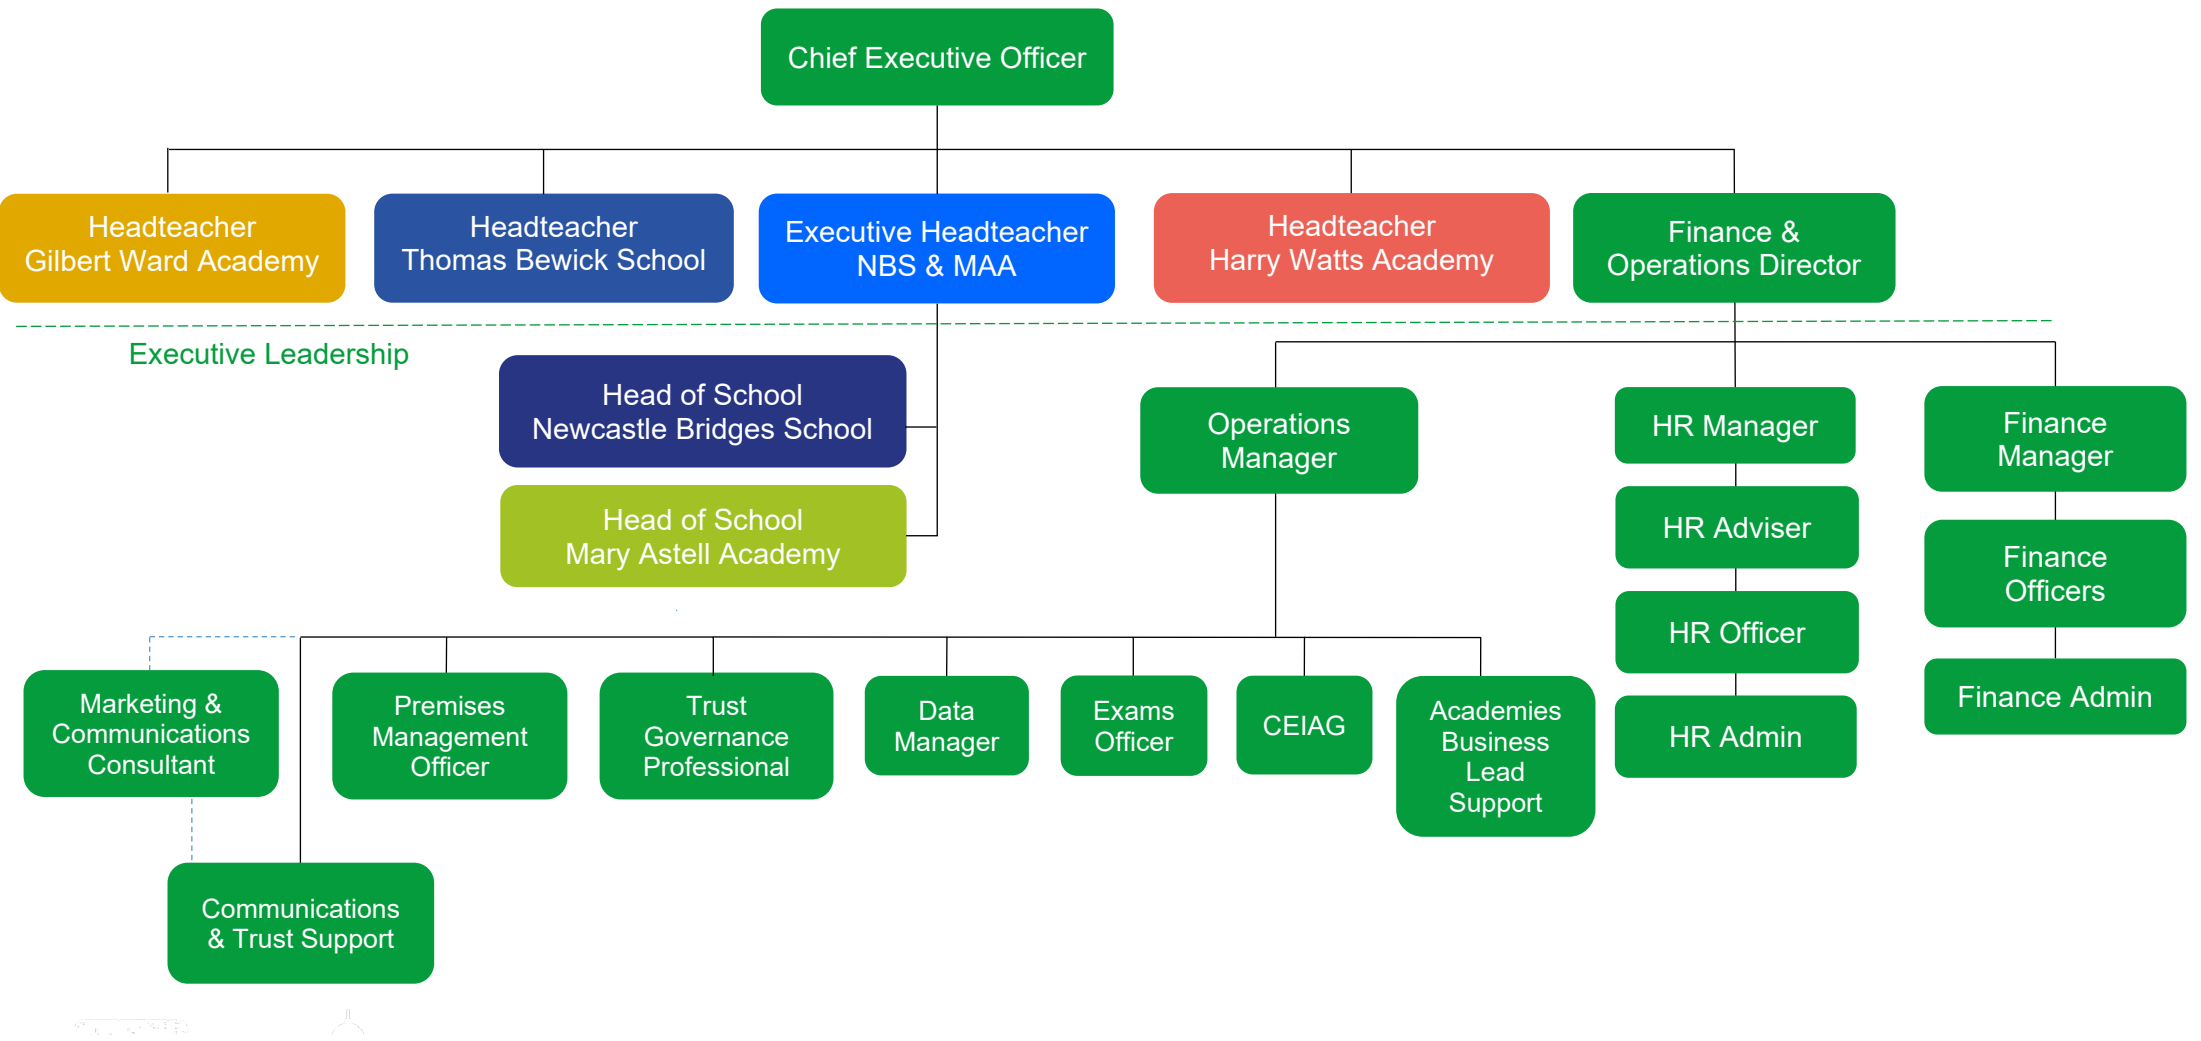 Chief Executive Officer
Headteacher
Gilbert Ward Academy
Headteacher
Thomas Bewick School
Executive Headteacher
NBS & MAA
Headteacher
Harry Watts Academy
Finance &
Operations Director
Executive Leadership
Head of School
Newcastle Bridges School
Head of School
Mary Astell Academy
Operations
Manager
HR Manager
HR Adviser
HR Officer
HR Admin
Finance
Manager
Finance
Officers
Finance Admin
Marketing &
Communications
Consultant
Premises
Management
Officer
Trust
Governance
Professional
Data
Manager
Exams
Officer
CEIAG
Academies
Business
Lead
Support
Communications
& Trust Support